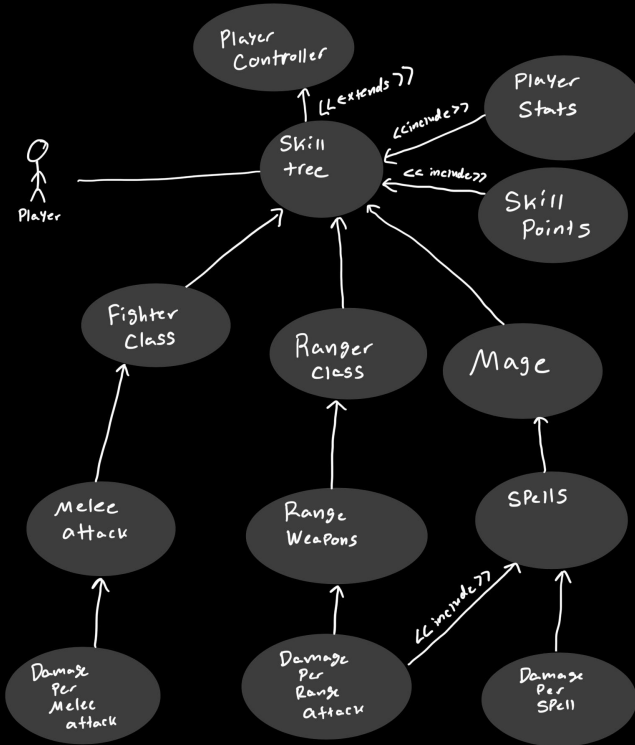 Player
Controller
<<extends>>
Player
Stats
<<include>>
Skill
tree
<<include>>
Skill
Points
Player
Fighter
Class
Ranger
Class
Mage
Melee
attack
Range
Weapons
SPells
<<include>>
Damage
Per
Melee
attack
Damage
Per
Range
attack
Damage
Per
SPell